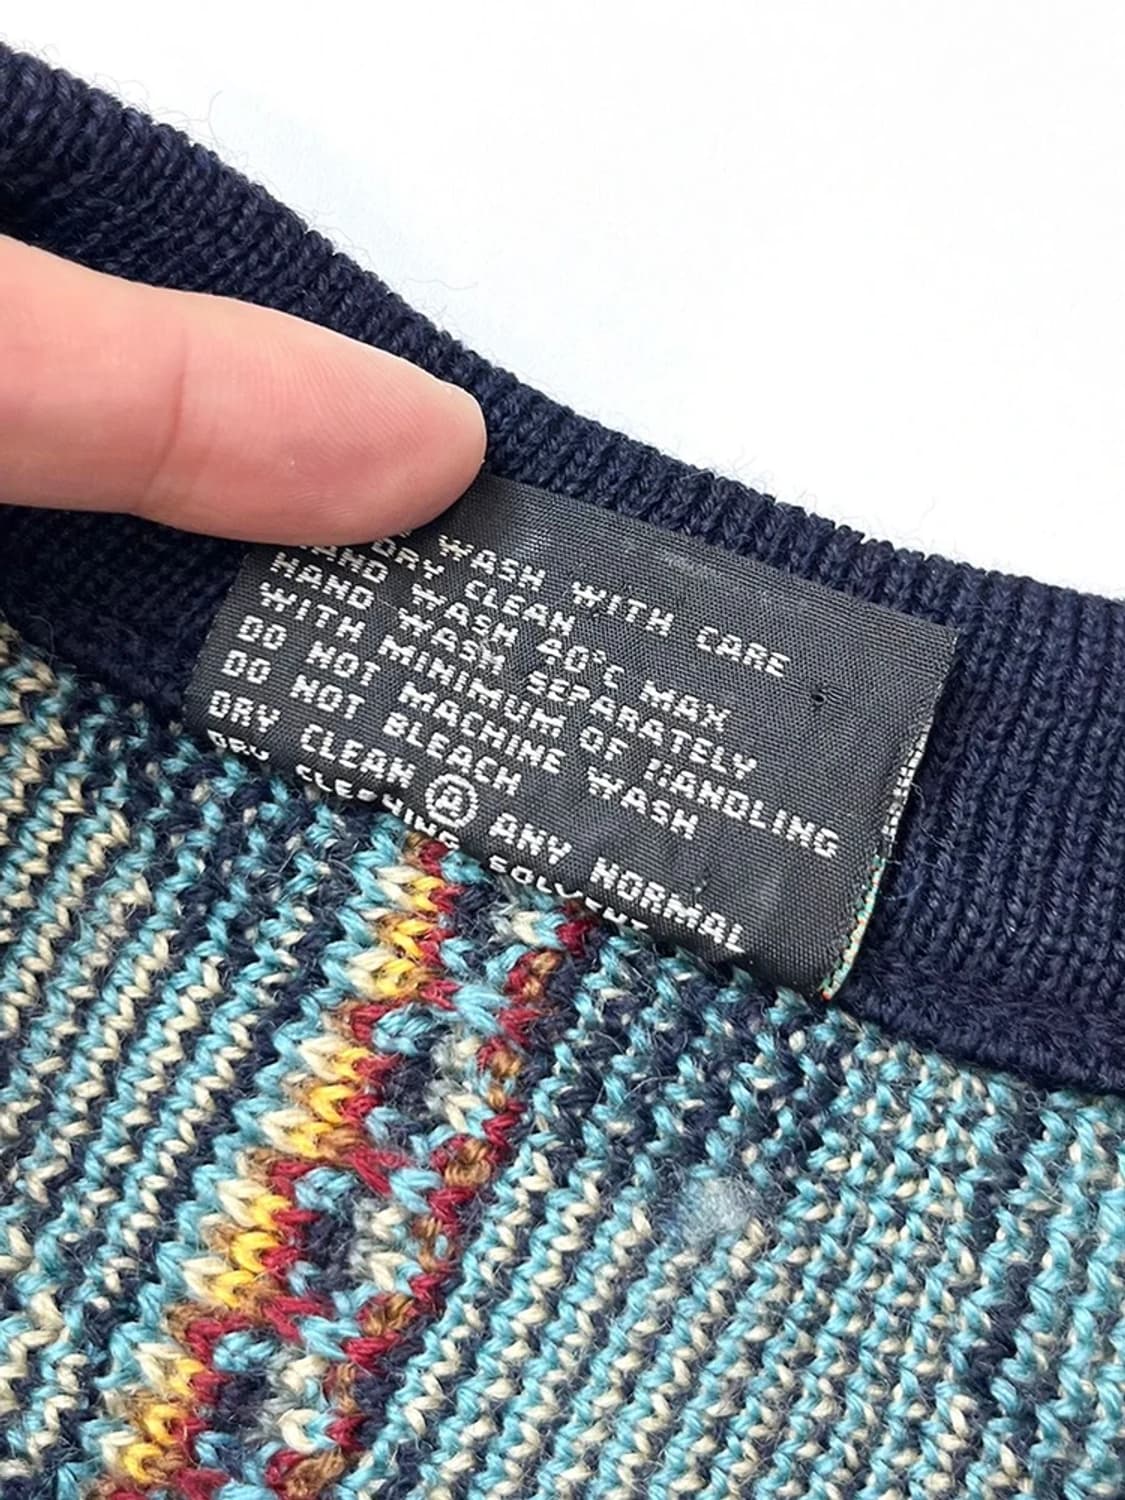 WASH WITH CARE
DRY CLEAN
HAND WASH 40°C MAX
HAND WASH SEPARATELY
WITH MINIMUM OF HANDLING
DO NOT MACHINE WASH
DO NOT BLEACH
DRY CLEAN Ⓐ ANY NORMAL
DRY CLEANING SOLVENT